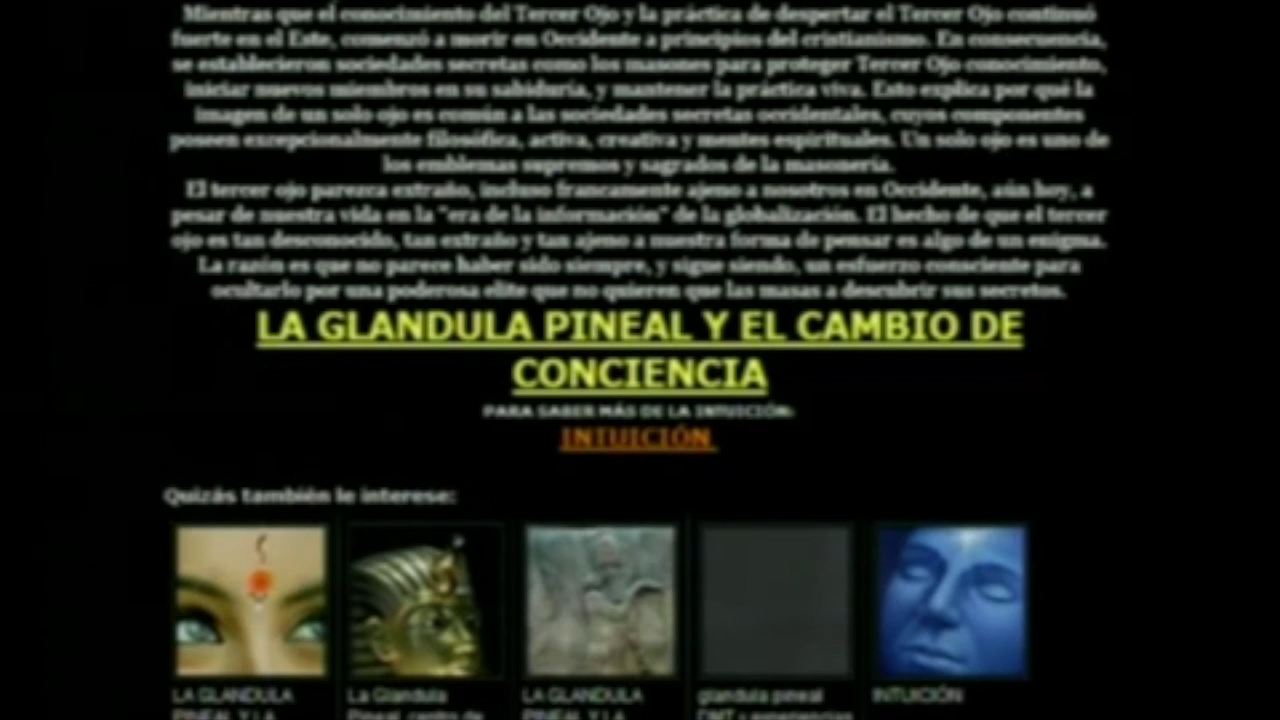 Mientras que el conocimiento del Tercer Ojo y la práctica de despertar el Tercer Ojo continuó
fuerte en el Este, comenzó a morir en Occidente a principios del cristianismo. En consecuencia,
se establecieron sociedades secretas como los masones para proteger Tercer Ojo conocimiento,
iniciar nuevos miembros en su sabiduría, y mantener la práctica viva. Esto explica por qué la
imagen de un solo ojo es común a las sociedades secretas occidentales, cuyos componentes
poseen excepcionalmente filosófica, activa, creativa y mentes espirituales. Un solo ojo es uno de
los emblemas supremos y sagrados de la masonería.
El tercer ojo parezca extraño, incluso francamente ajeno a nosotros en Occidente, aún hoy, a
pesar de nuestra vida en la "era de la información" de la globalización. El hecho de que el tercer
ojo es tan desconocido, tan extraño y tan ajeno a nuestra forma de pensar es algo de un enigma.
La razón es que no parece haber sido siempre, y sigue siendo, un esfuerzo consciente para
ocultarlo por una poderosa elite que no quieren que las masas a descubrir sus secretos.
LA GLANDULA PINEAL Y EL CAMBIO DE
CONCIENCIA
PARA SABER MÁS DE LA INTUICIÓN:
INTUICIÓN
Quizás también le interese:
LA GLANDULA
PINEAL Y LA
La Glandula
Pineal, centro de
LA GLANDULA
PINEAL Y LA
glandula pineal
DMT y experiencias
INTUICIÓN